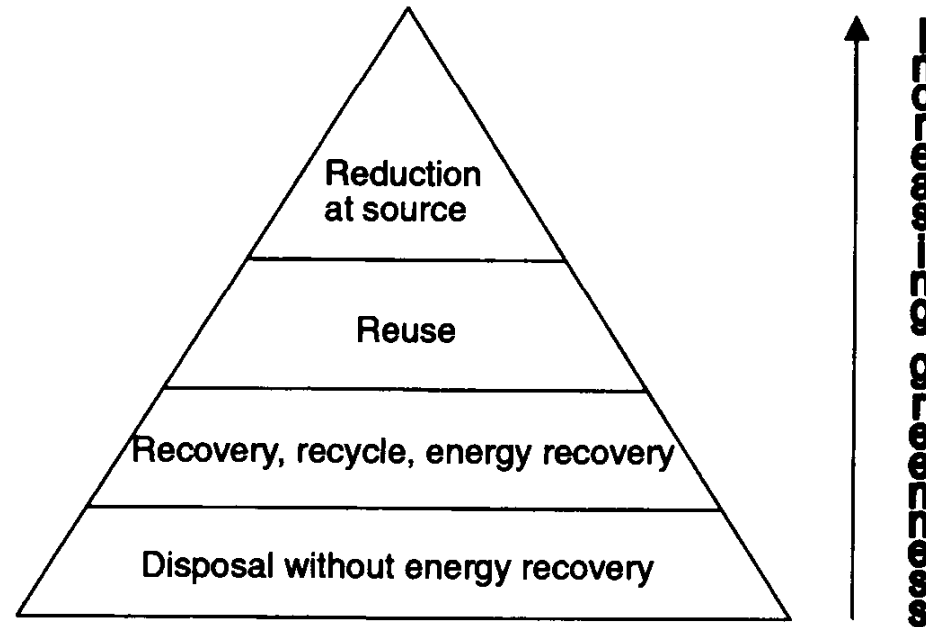 Reduction
at source
Reuse
Recovery, recycle, energy recovery
Disposal without energy recovery
Increasing greenness